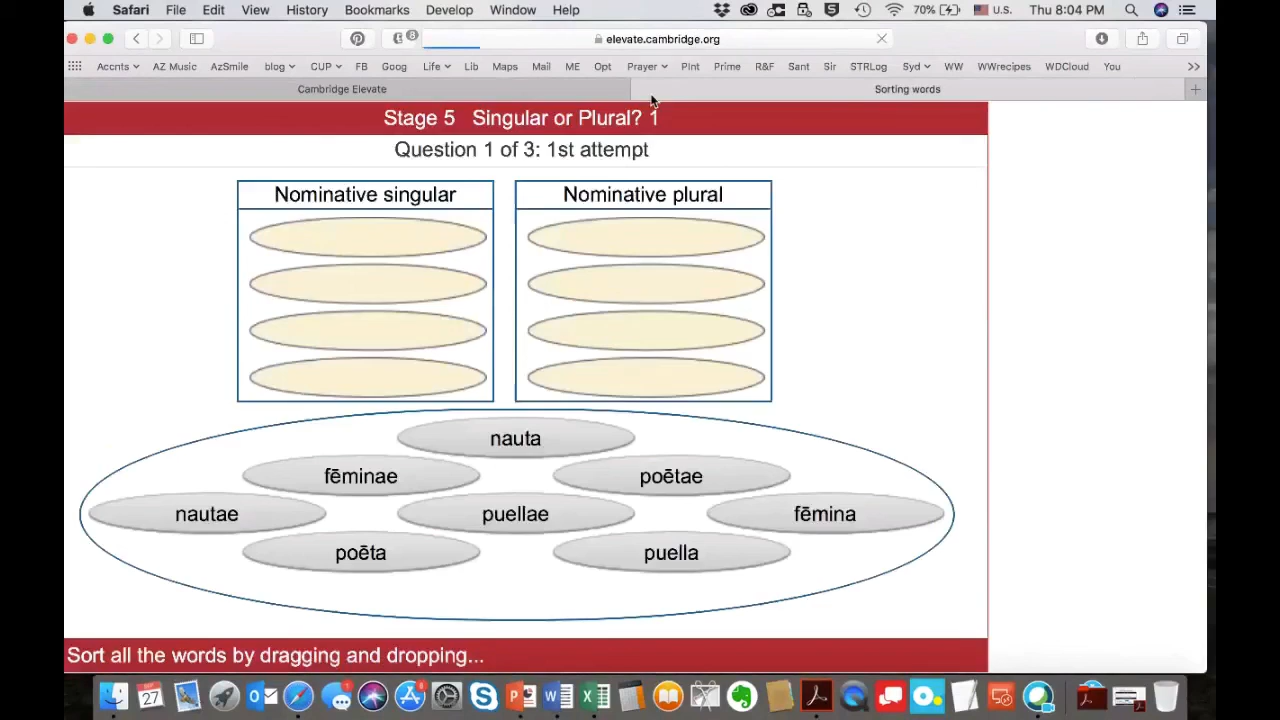 Safari File Edit View History Bookmarks Develop Window Help 70% U.S. Thu 8:04 PM
8 elevate.cambridge.org
Accnts AZ Music AzSmile blog CUP FB Goog Life Lib Maps Mail ME Opt Prayer PInt Prime R&F Sant Sir STRLog Syd WW WWrecipes WDCloud You
Cambridge Elevate Sorting words
Stage 5 Singular or Plural? 1
Question 1 of 3: 1st attempt
Nominative singular Nominative plural
nauta
fēminae poētae
nautae puellae fēmina
poēta puella
Sort all the words by dragging and dropping...
27